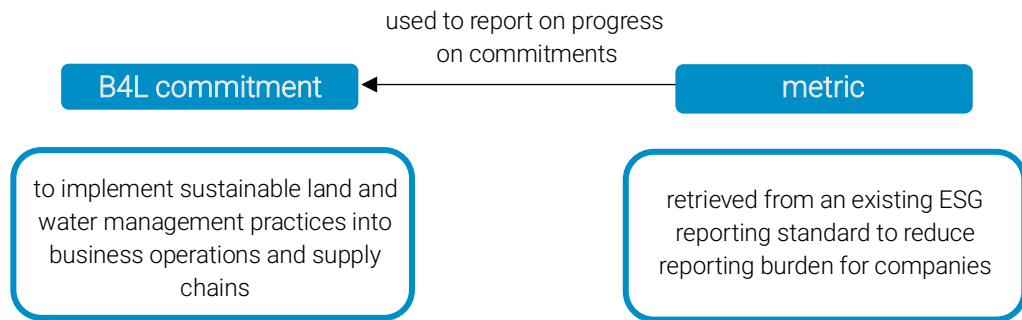 used to report on progress
on commitments
B4L commitment
metric
to implement sustainable land and
water management practices into
business operations and supply
chains
retrieved from an existing ESG
reporting standard to reduce
reporting burden for companies